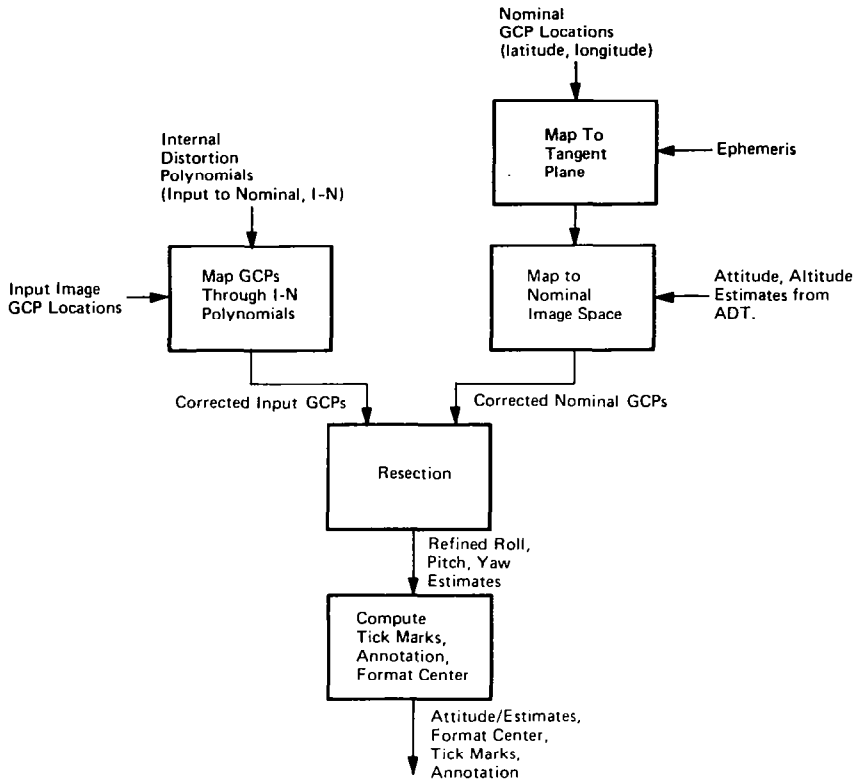 Nominal
GCP Locations
(latitude, longitude)
Map To
Tangent
Plane
Ephemeris
Internal
Distortion
Polynomials
(Input to Nominal, I-N)
Input Image
GCP Locations
Map GCPs
Through I-N
Polynomials
Map to
Nominal
Image Space
Attitude, Altitude
Estimates from
ADT.
Corrected Input GCPs
Corrected Nominal GCPs
Resection
Refined Roll,
Pitch, Yaw
Estimates
Compute
Tick Marks,
Annotation,
Format Center
Attitude/Estimates,
Format Center,
Tick Marks,
Annotation